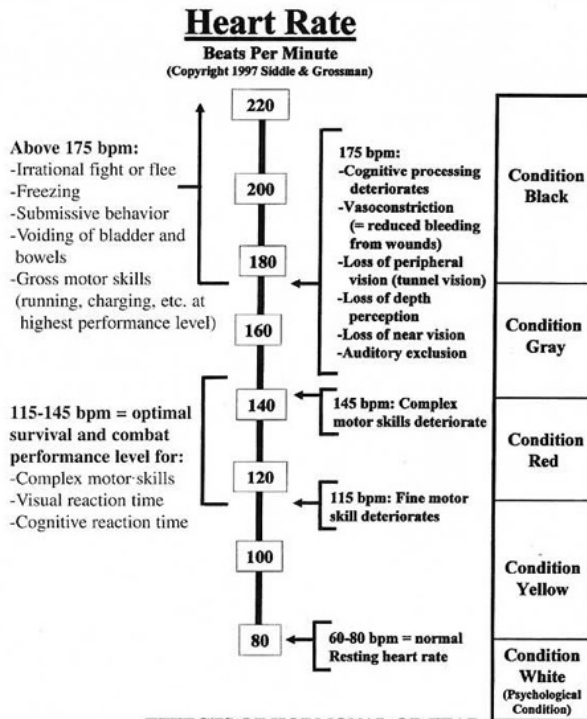 Heart Rate
Beats Per Minute
(Copyright 1997 Siddle & Grossman)
220
200
180
160
140
120
100
80
Above 175 bpm:
-Irrational fight or flee
-Freezing
-Submissive behavior
-Voiding of bladder and
bowels
-Gross motor skills
(running, charging, etc. at
highest performance level)
115-145 bpm = optimal
survival and combat
performance level for:
-Complex motor skills
-Visual reaction time
-Cognitive reaction time
175 bpm:
-Cognitive processing
deteriorates
-Vasoconstriction
(= reduced bleeding
from wounds)
-Loss of peripheral
vision (tunnel vision)
-Loss of depth
perception
-Loss of near vision
-Auditory exclusion
145 bpm: Complex
motor skills deteriorate
115 bpm: Fine motor
skill deteriorates
60-80 bpm = normal
Resting heart rate
Condition
Black
Condition
Gray
Condition
Red
Condition
Yellow
Condition
White
(Psychological
Condition)